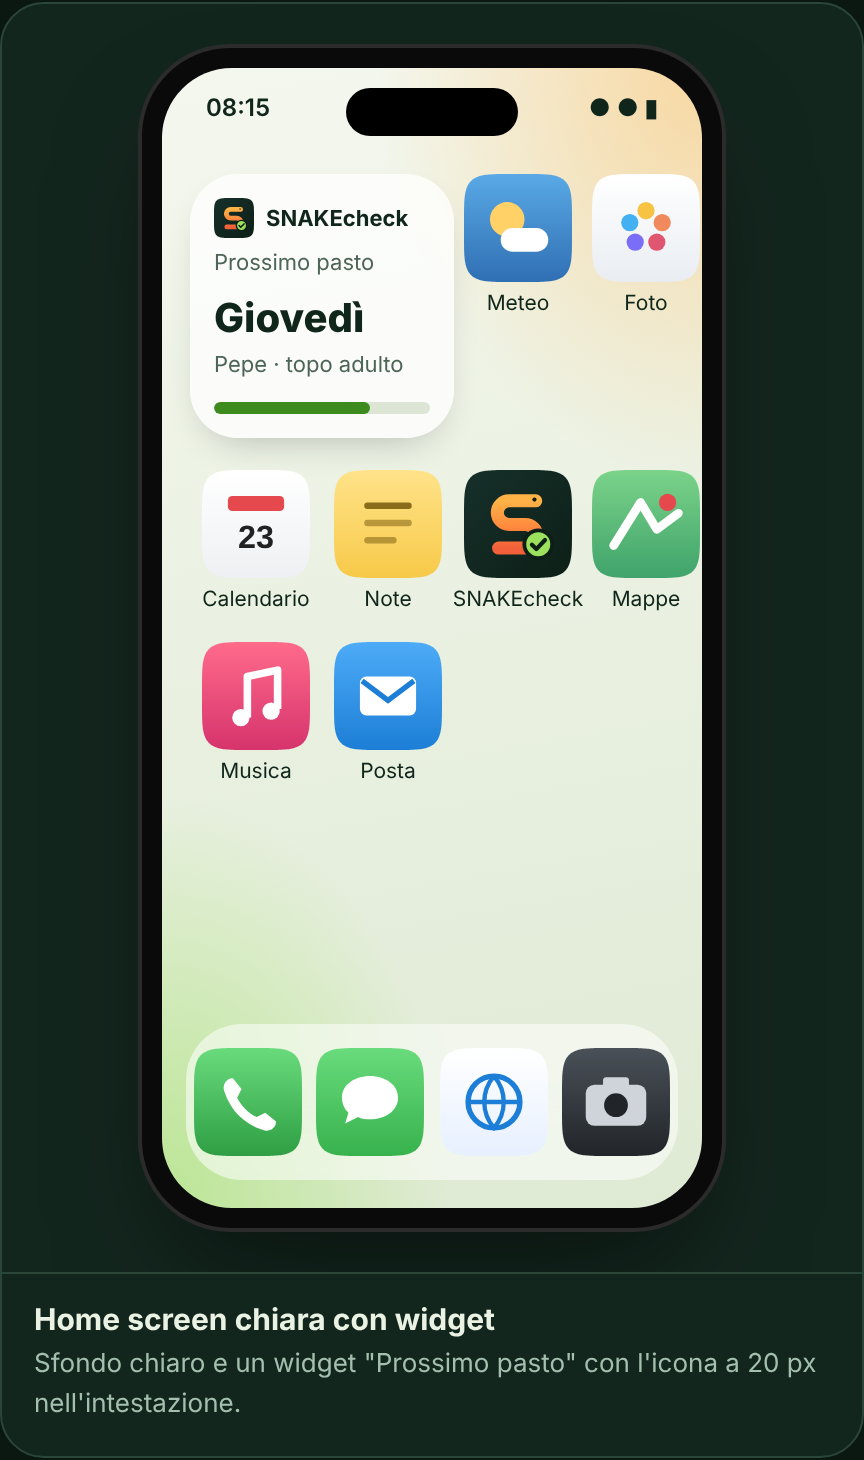 08:15
SNAKEcheck
Prossimo pasto
Giovedì
Pepe · topo adulto
Meteo
Foto
23
Calendario
Note
SNAKEcheck
Mappe
Musica
Posta
Home screen chiara con widget
Sfondo chiaro e un widget "Prossimo pasto" con l'icona a 20 px
nell'intestazione.